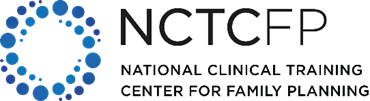 NCTCFP
NATIONAL CLINICAL TRAINING
CENTER FOR FAMILY PLANNING